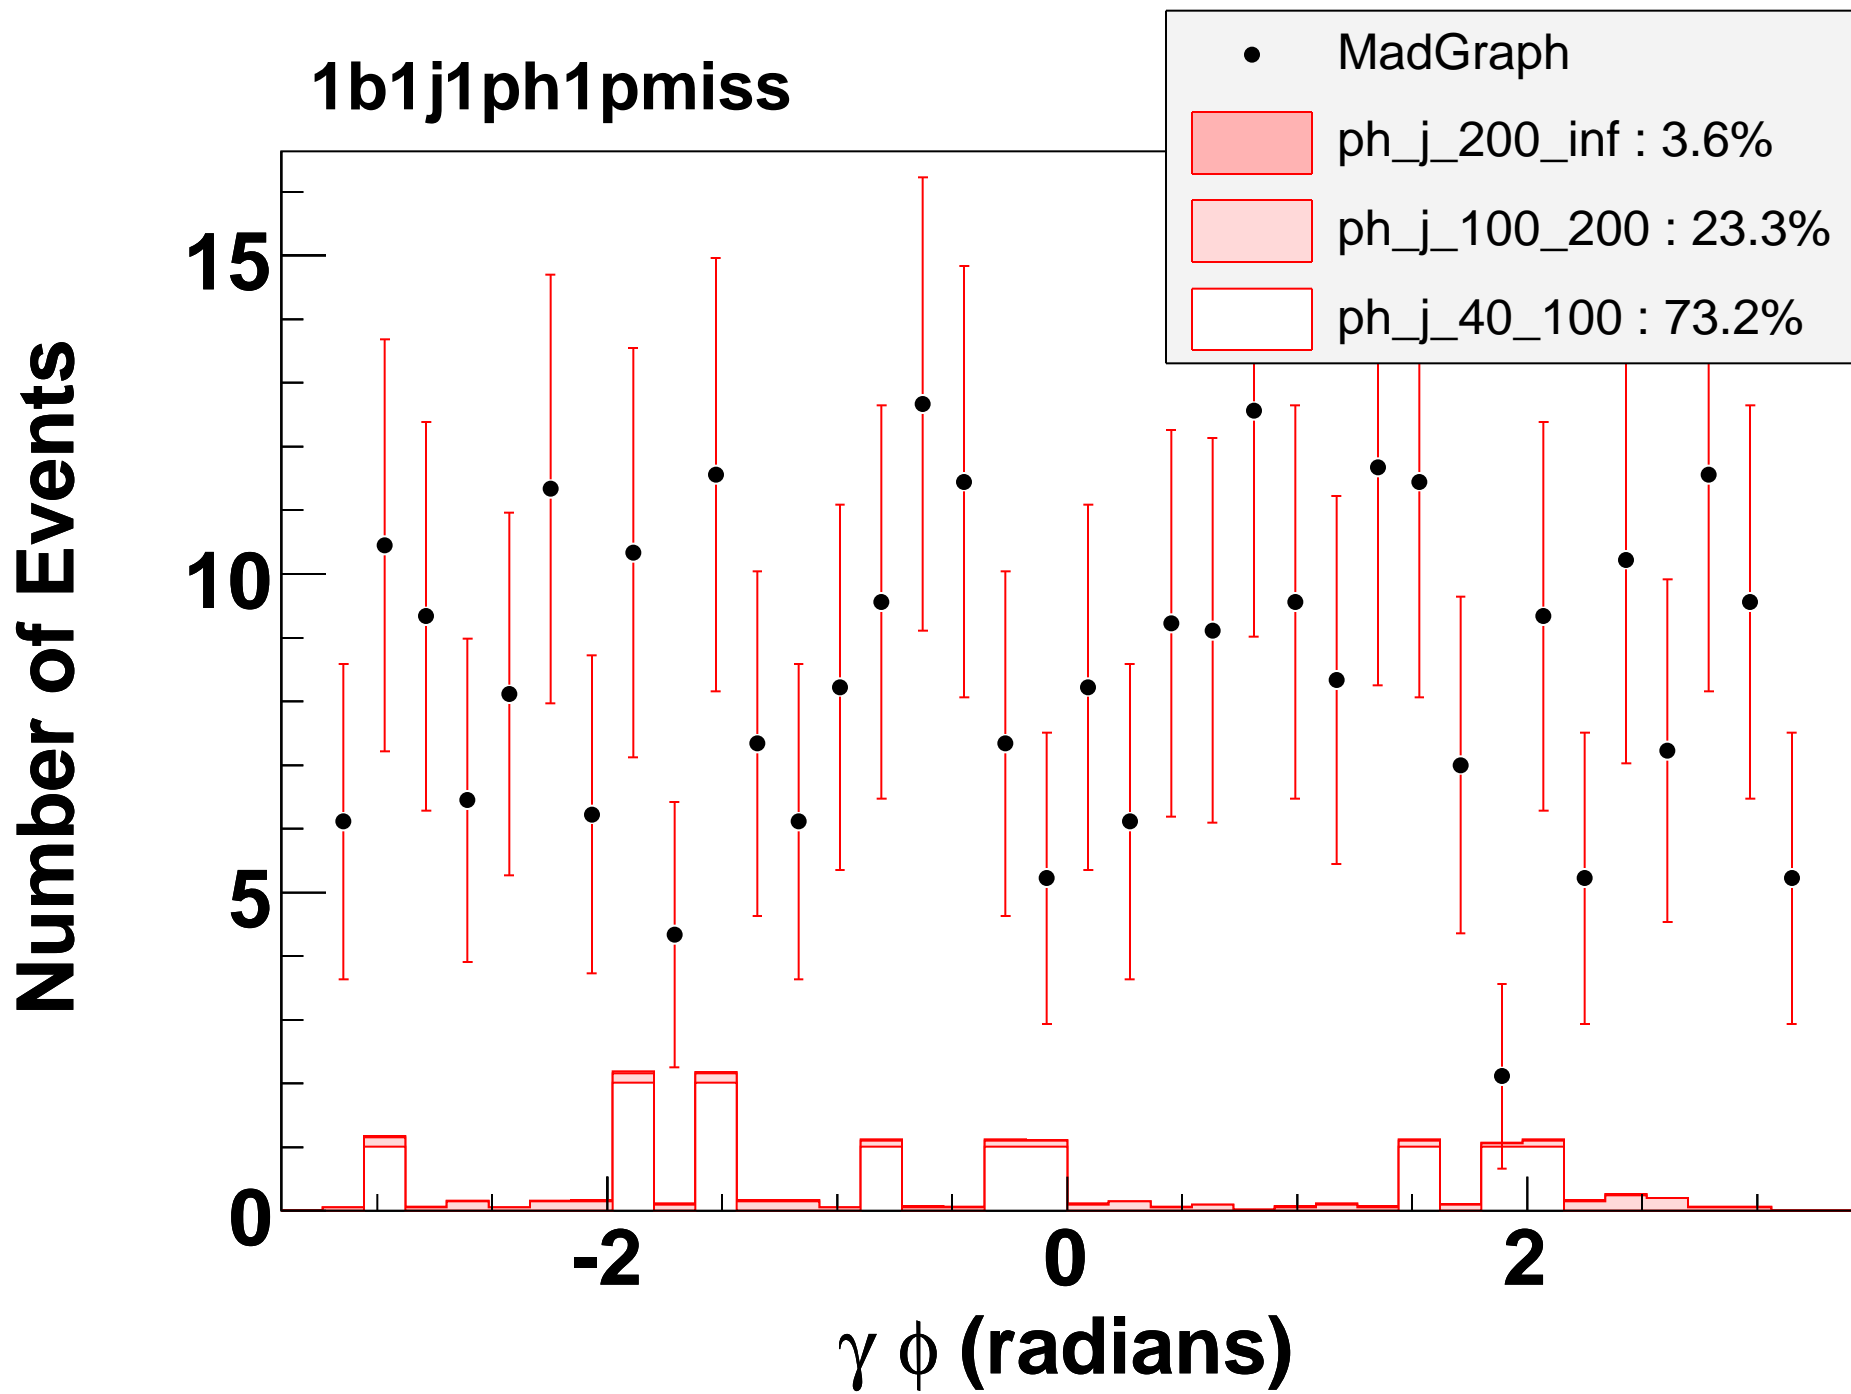 1b1j1ph1pmiss
MadGraph
ph_j_200_inf : 3.6%
ph_j_100_200 : 23.3%
ph_j_40_100 : 73.2%
Number of Events
15
10
5
0
-2 0 2
γ ϕ (radians)